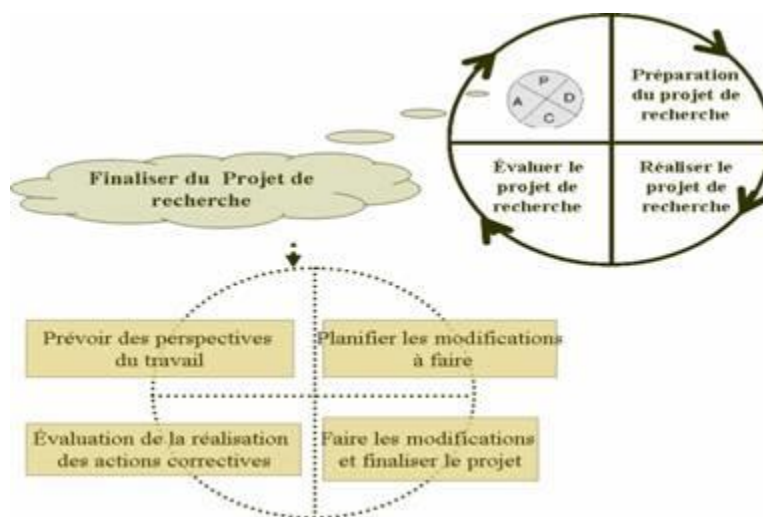 P
A
D
C
Préparation
du projet de
recherche
Évaluer le
projet de
recherche
Réaliser le
projet de
recherche
Finaliser du Projet de
recherche
Prévoir des perspectives
du travail
Planifier les modifications
à faire
Évaluation de la réalisation
des actions correctives
Faire les modifications
et finaliser le projet